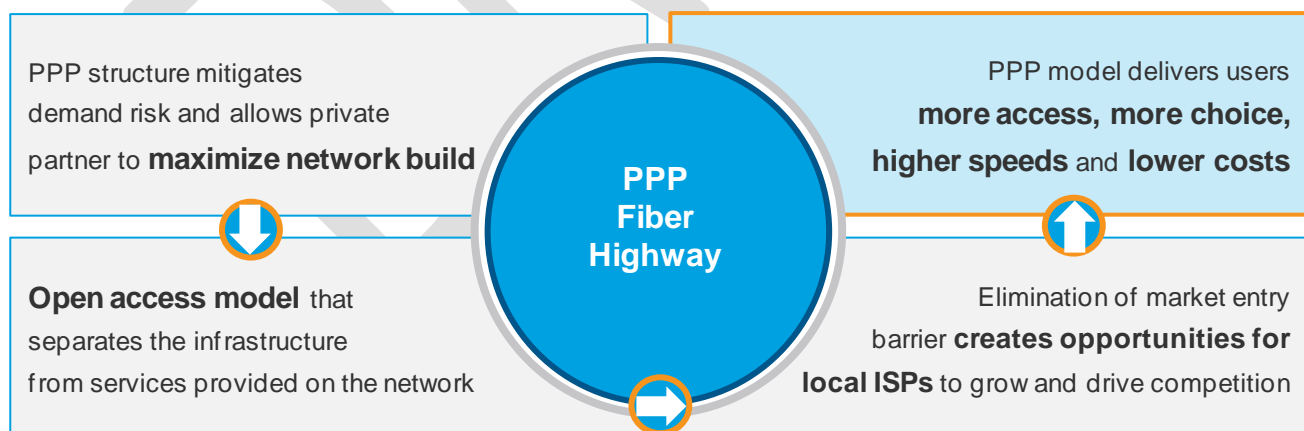 PPP structure mitigates
demand risk and allows private
partner to maximize network build
PPP
Fiber
Highway
PPP model delivers users
more access, more choice,
higher speeds and lower costs
Open access model that
separates the infrastructure
from services provided on the network
Elimination of market entry
barrier creates opportunities for
local ISPs to grow and drive competition